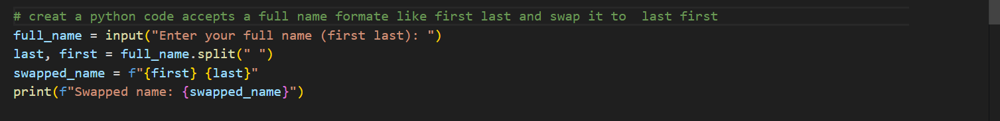 # creat a python code accepts a full name formate like first last and swap it to  last first
full_name = input("Enter your full name (first last): ")
last, first = full_name.split(" ")
swapped_name = f"{first} {last}"
print(f"Swapped name: {swapped_name}")